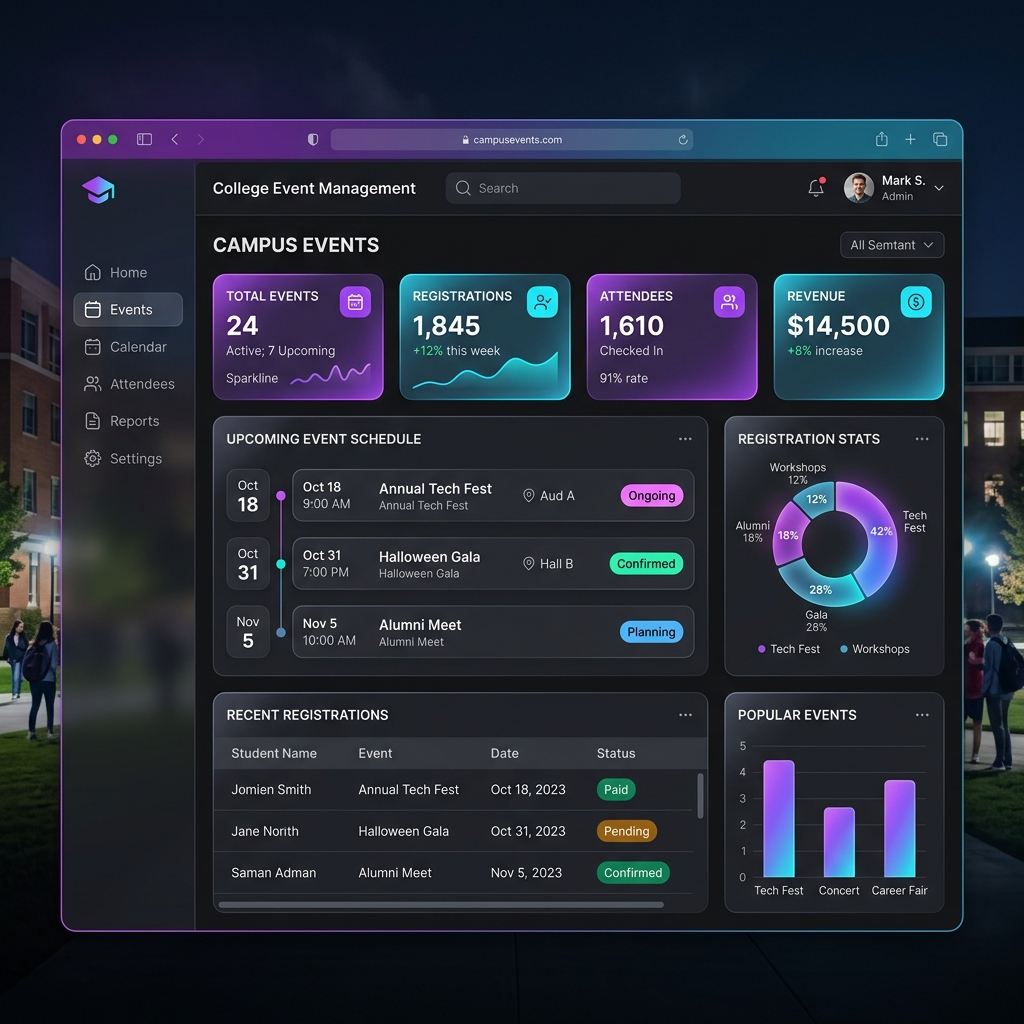 campusevents.com
College Event Management
Search
Mark S.
Admin
Home
Events
Calendar
Attendees
Reports
Settings
CAMPUS EVENTS
All Semtant
TOTAL EVENTS
24
Active; 7 Upcoming
Sparkline
REGISTRATIONS
1,845
+12% this week
ATTENDEES
1,610
Checked In
91% rate
REVENUE
$14,500
+8% increase
UPCOMING EVENT SCHEDULE
Oct
18
Oct 18
9:00 AM
Annual Tech Fest
Annual Tech Fest
Aud A
Ongoing
Oct
31
Oct 31
7:00 PM
Halloween Gala
Halloween Gala
Hall B
Confirmed
Nov
5
Nov 5
10:00 AM
Alumni Meet
Alumni Meet
Planning
REGISTRATION STATS
Workshops
12%
12%
Alumni
18%
18%
42%
Tech
Fest
28%
Gala
28%
Tech Fest
Workshops
RECENT REGISTRATIONS
Student Name Event Date Status
Jomien Smith Annual Tech Fest Oct 18, 2023 Paid
Jane Norith Halloween Gala Oct 31, 2023 Pending
Saman Adman Alumni Meet Nov 5, 2023 Confirmed
POPULAR EVENTS
5
4
3
2
1
0
Tech Fest Concert Career Fair